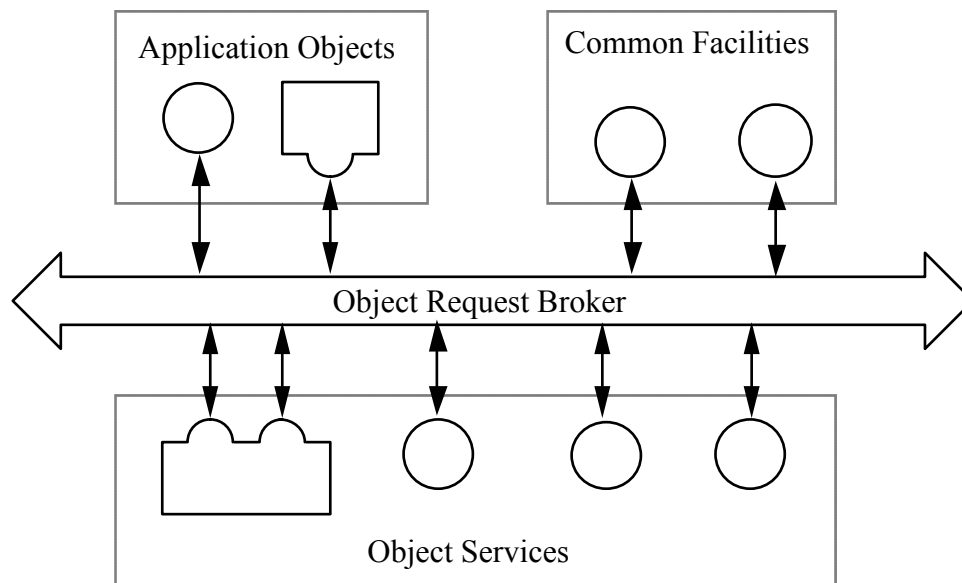 Application Objects
Common Facilities
Object Request Broker
Object Services